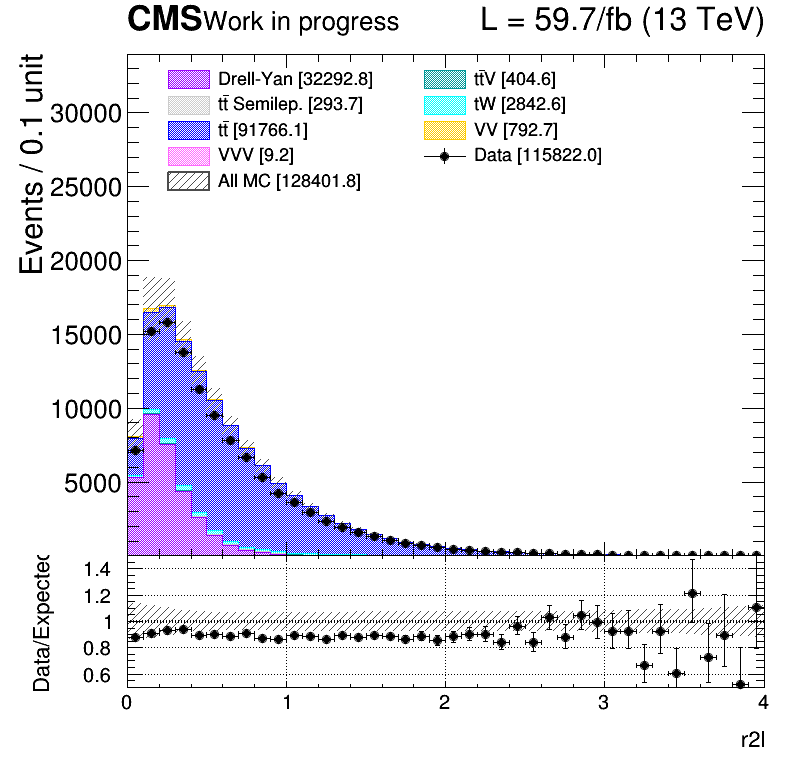 CMS Work in progress L = 59.7/fb (13 TeV)
Events / 0.1 unit
Drell-Yan [32292.8] tt̄V [404.6]
tt̄ Semilep. [293.7] tW [2842.6]
tt̄ [91766.1] VV [792.7]
VVV [9.2] Data [115822.0]
All MC [128401.8]
30000
25000
20000
15000
10000
5000
Data/Expected
1.4
1.2
1
0.8
0.6
0 1 2 3 4
r2l